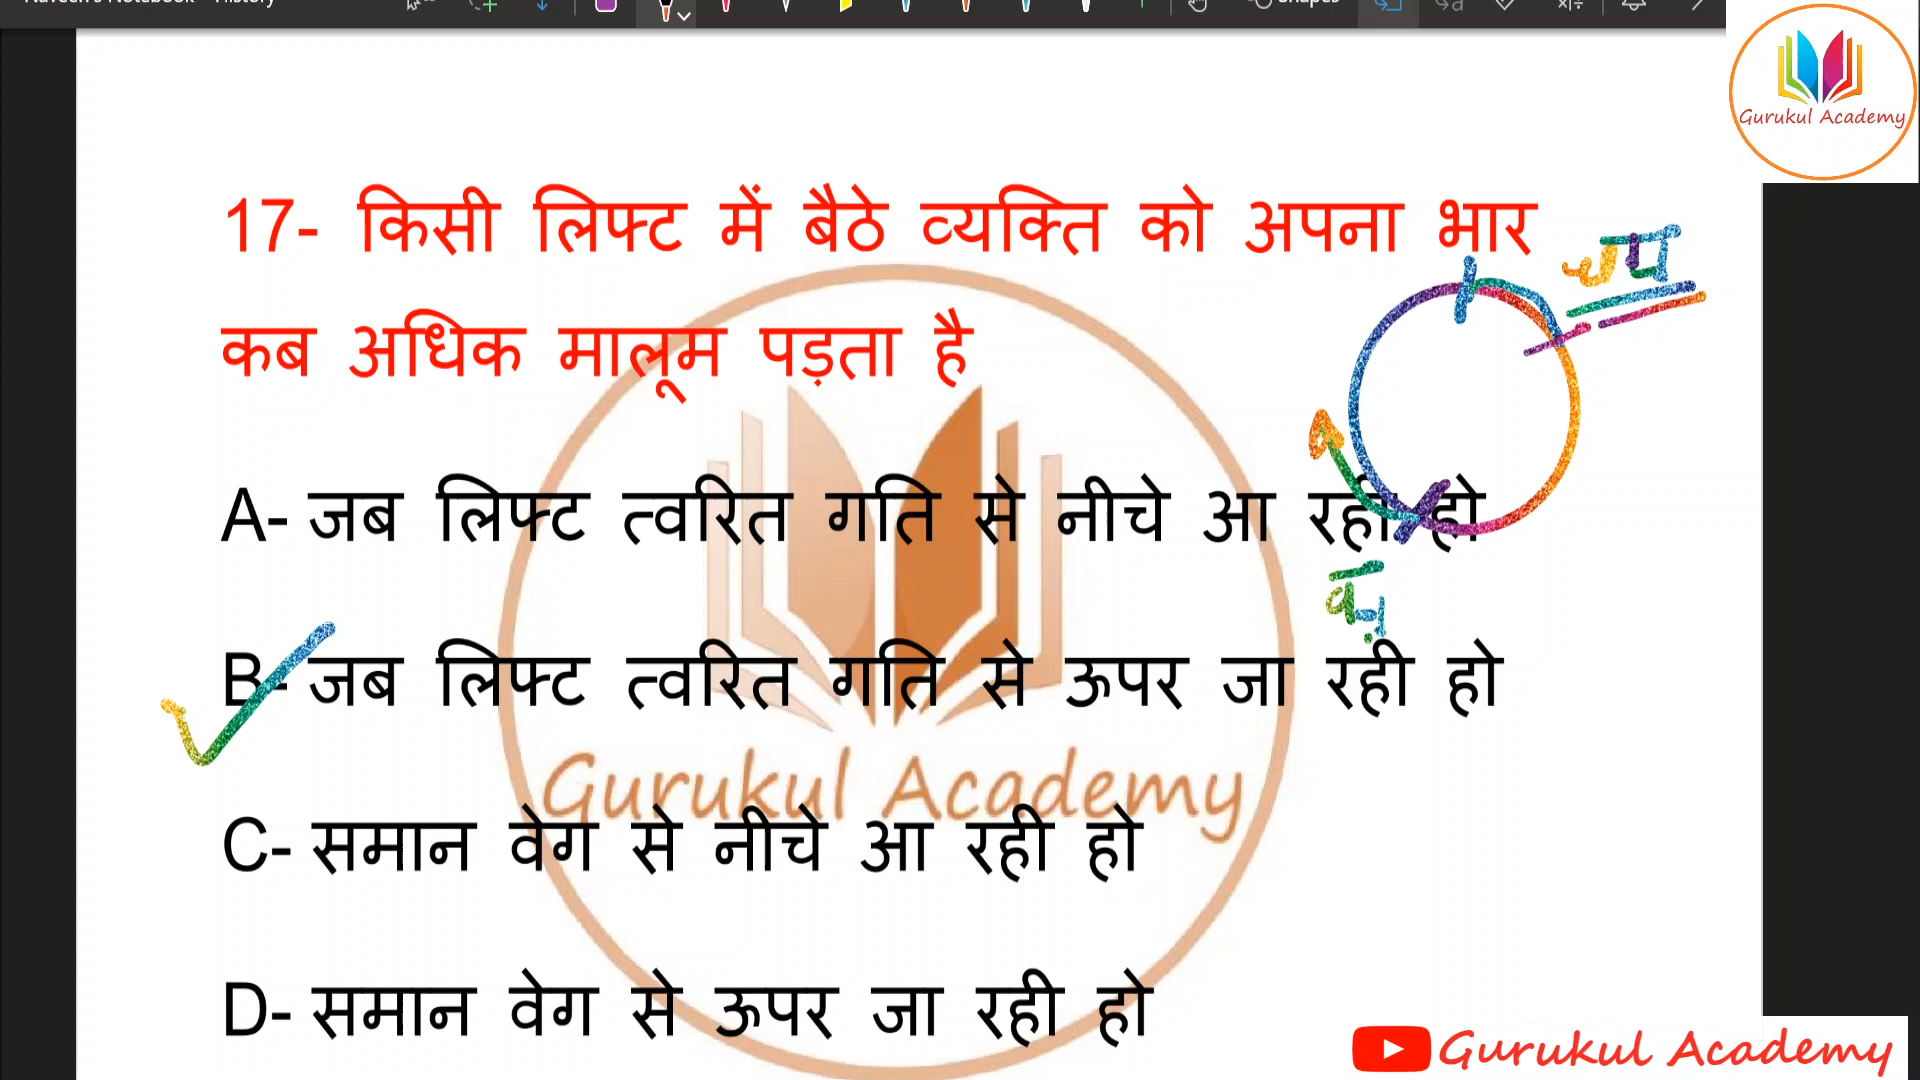 Gurukul Academy
17- किसी लिफ्ट में बैठे व्यक्ति को अपना भार
कब अधिक मालूम पड़ता है
A- जब लिफ्ट त्वरित गति से नीचे आ रही हो
B- जब लिफ्ट त्वरित गति से ऊपर जा रही हो
Gurukul Academy
C- समान वेग से नीचे आ रही हो
D- समान वेग से ऊपर जा रही हो
Gurukul Academy